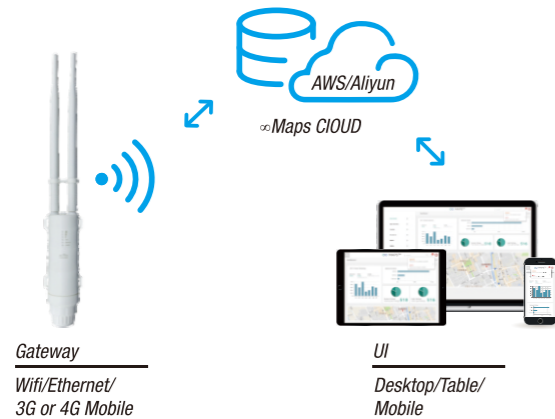 AWS/Aliyun
∞Maps ClOUD
Gateway
Wifi/Ethernet/
3G or 4G Mobile
UI
Desktop/Table/
Mobile